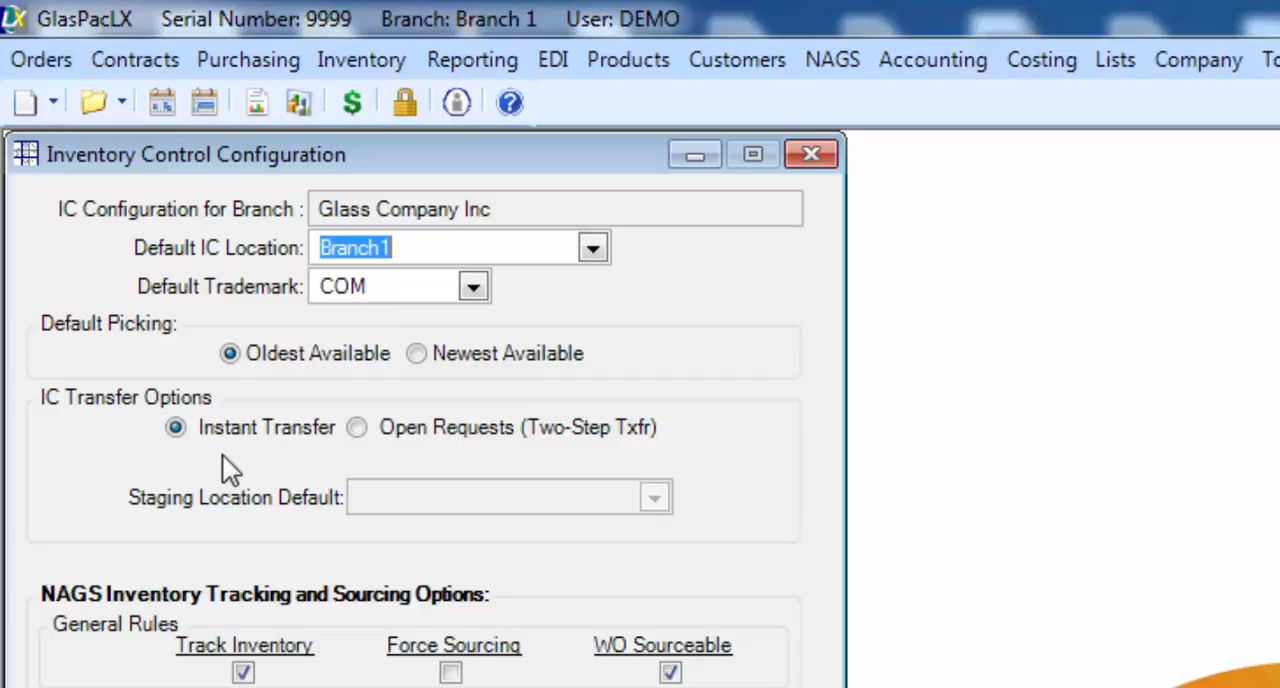 GlasPacLX Serial Number: 9999 Branch: Branch 1 User: DEMO
Orders Contracts Purchasing Inventory Reporting EDI Products Customers NAGS Accounting Costing Lists Company To
Inventory Control Configuration
IC Configuration for Branch : Glass Company Inc
Default IC Location: Branch1
Default Trademark: COM
Default Picking:
Oldest Available Newest Available
IC Transfer Options
Instant Transfer Open Requests (Two-Step Txfr)
Staging Location Default:
NAGS Inventory Tracking and Sourcing Options:
General Rules
Track Inventory Force Sourcing WO Sourceable